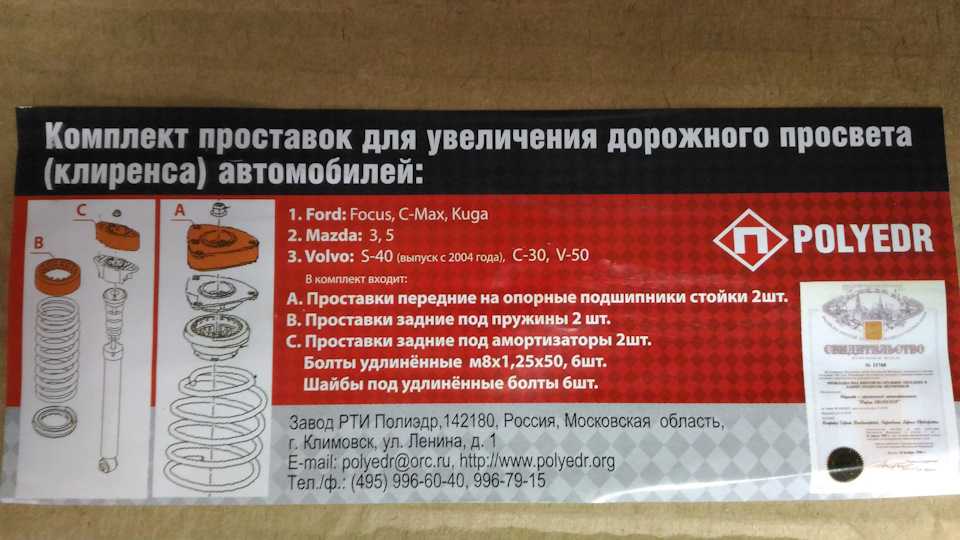 Комплект проставок для увеличения дорожного просвета
(клиренса) автомобилей:
C
B
A
1. Ford: Focus, C-Max, Kuga
2. Mazda: 3, 5
3. Volvo: S-40 (выпуск с 2004 года), C-30, V-50
В комплект входит:
A. Проставки передние на опорные подшипники стойки 2шт.
B. Проставки задние под пружины 2 шт.
C. Проставки задние под амортизаторы 2шт.
Болты удлинённые м8х1,25х50, 6шт.
Шайбы под удлинённые болты 6шт.
П POLYEDR
СВИДЕТЕЛЬСТВО
Завод РТИ Полиэдр,142180, Россия, Московская область,
г. Климовск, ул. Ленина, д. 1
E-mail: polyedr@orc.ru, http://www.polyedr.org
Тел./ф.: (495) 996-60-40, 996-79-15